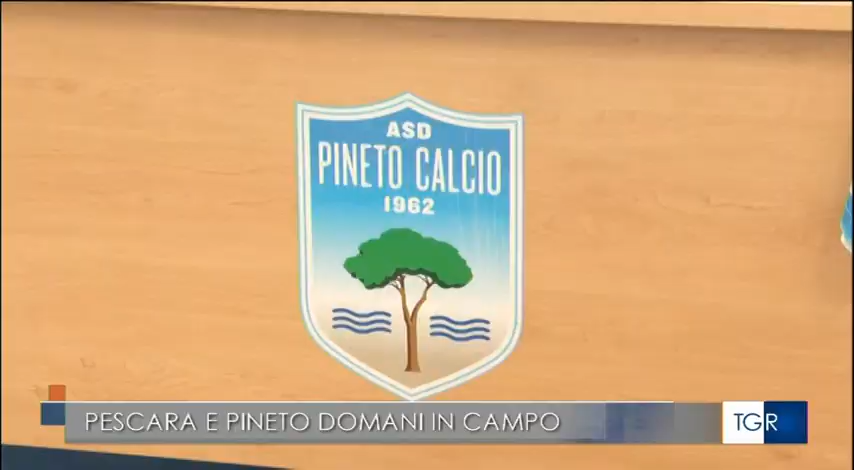 ASD
PINETO CALCIO
1962
PESCARA E PINETO DOMANI IN CAMPO
TGR